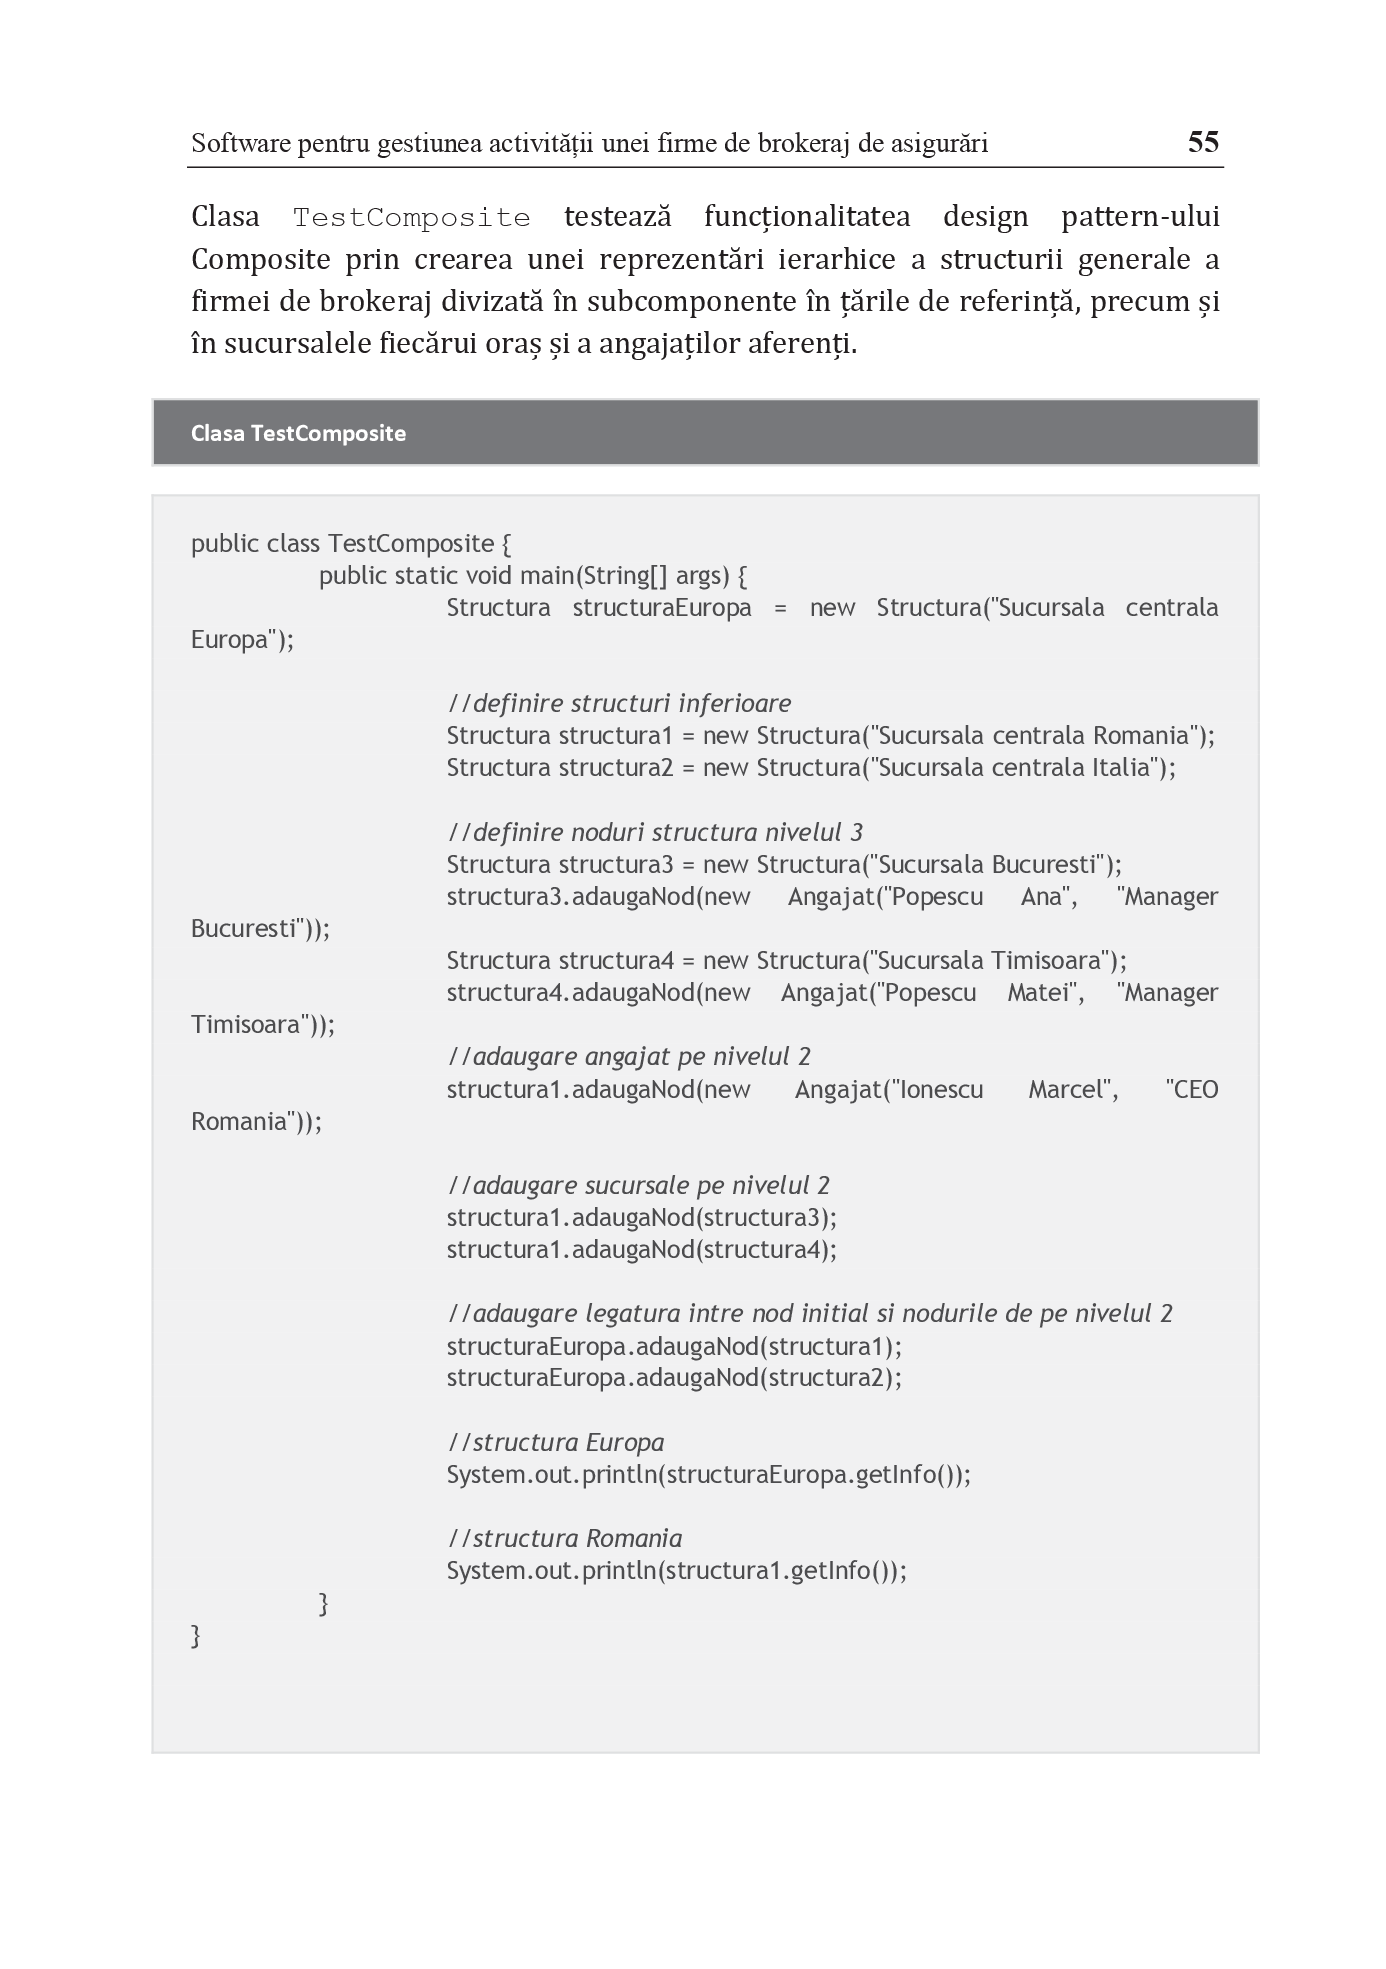 Software pentru gestiunea activității unei firme de brokeraj de asigurări 55
Clasa TestComposite testează funcționalitatea design pattern-ului
Composite prin crearea unei reprezentări ierarhice a structurii generale a
firmei de brokeraj divizată în subcomponente în țările de referință, precum și
în sucursalele fiecărui oraș și a angajaților aferenți.
Clasa TestComposite
public class TestComposite {
public static void main(String[] args) {
Structura structuraEuropa = new Structura("Sucursala centrala
Europa");
//definire structuri inferioare
Structura structura1 = new Structura("Sucursala centrala Romania");
Structura structura2 = new Structura("Sucursala centrala Italia");
//definire noduri structura nivelul 3
Structura structura3 = new Structura("Sucursala Bucuresti");
structura3.adaugaNod(new Angajat("Popescu Ana", "Manager
Bucuresti"));
Structura structura4 = new Structura("Sucursala Timisoara");
structura4.adaugaNod(new Angajat("Popescu Matei", "Manager
Timisoara"));
//adaugare angajat pe nivelul 2
structura1.adaugaNod(new Angajat("Ionescu Marcel", "CEO
Romania"));
//adaugare sucursale pe nivelul 2
structura1.adaugaNod(structura3);
structura1.adaugaNod(structura4);
//adaugare legatura intre nod initial si nodurile de pe nivelul 2
structuraEuropa.adaugaNod(structura1);
structuraEuropa.adaugaNod(structura2);
//structura Europa
System.out.println(structuraEuropa.getInfo());
//structura Romania
System.out.println(structura1.getInfo());
}
}